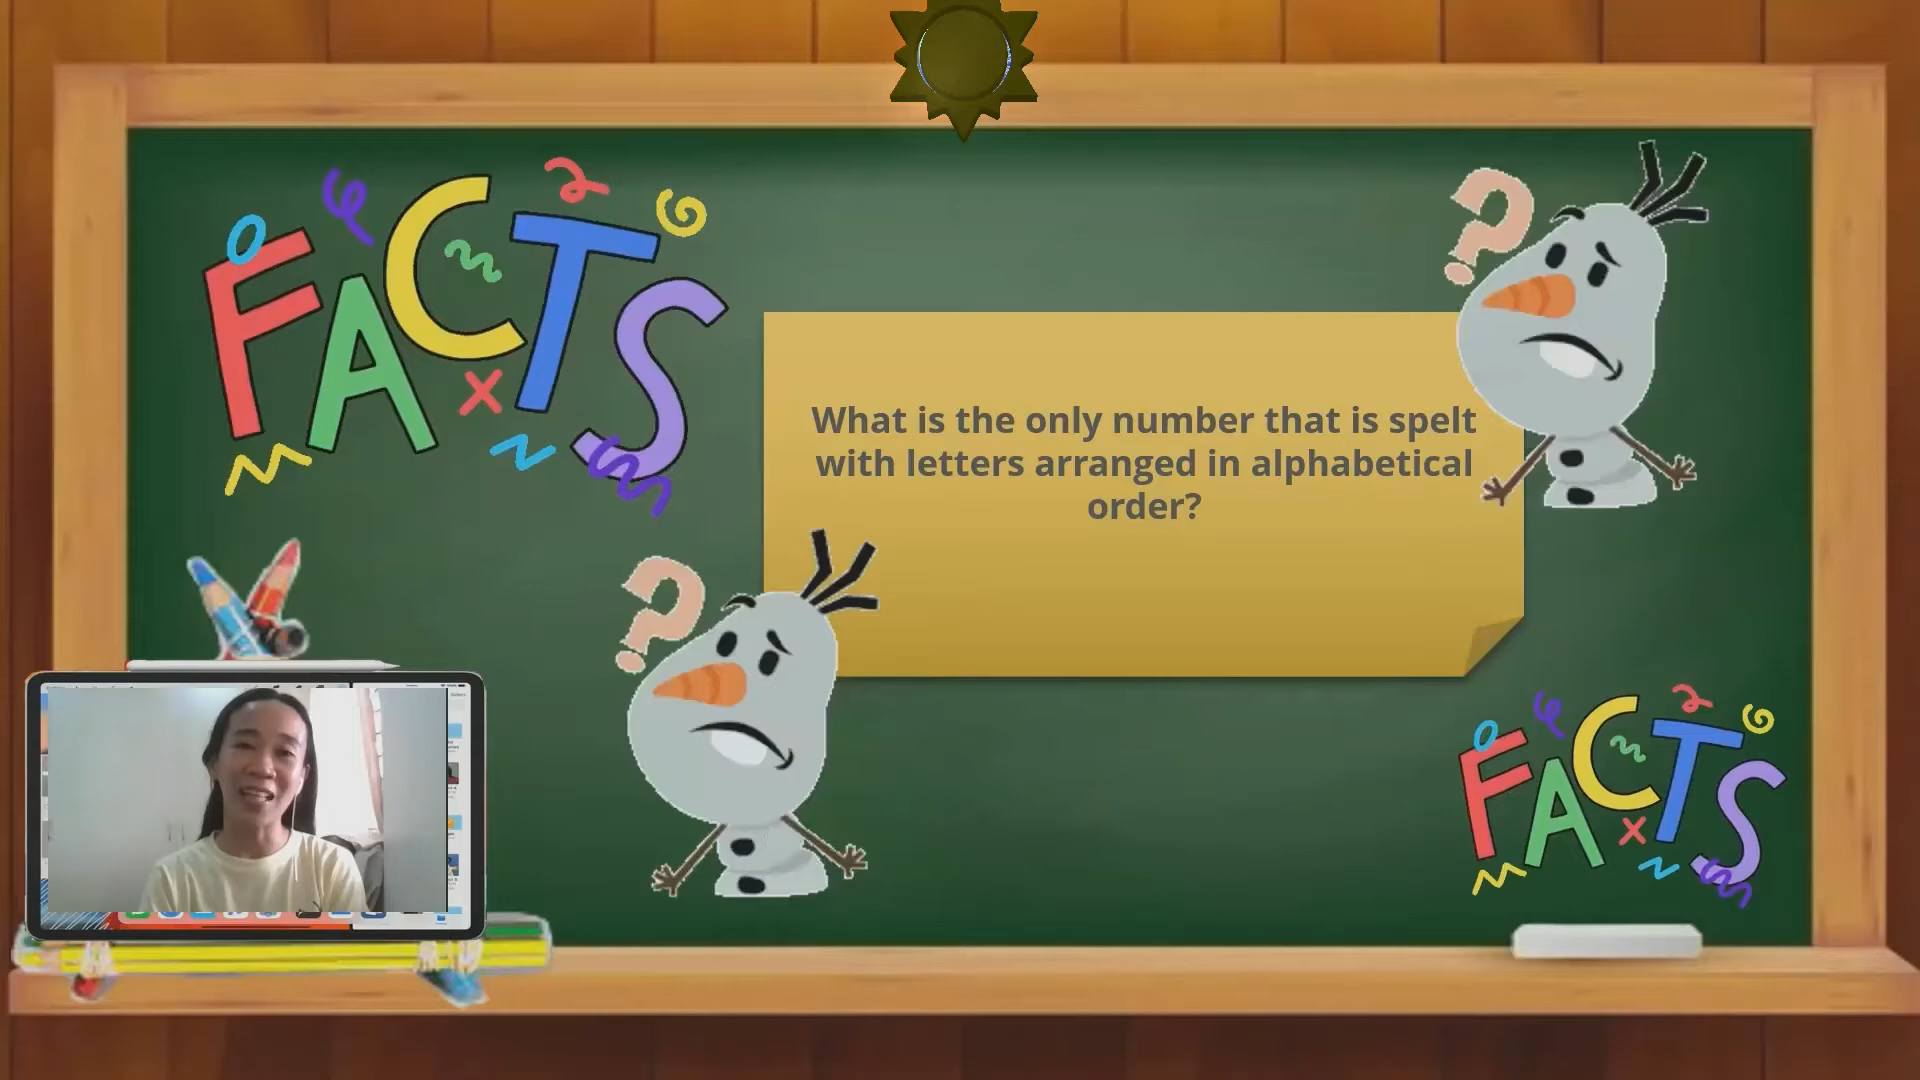 FACTS
What is the only number that is spelt
with letters arranged in alphabetical
order?
FACTS